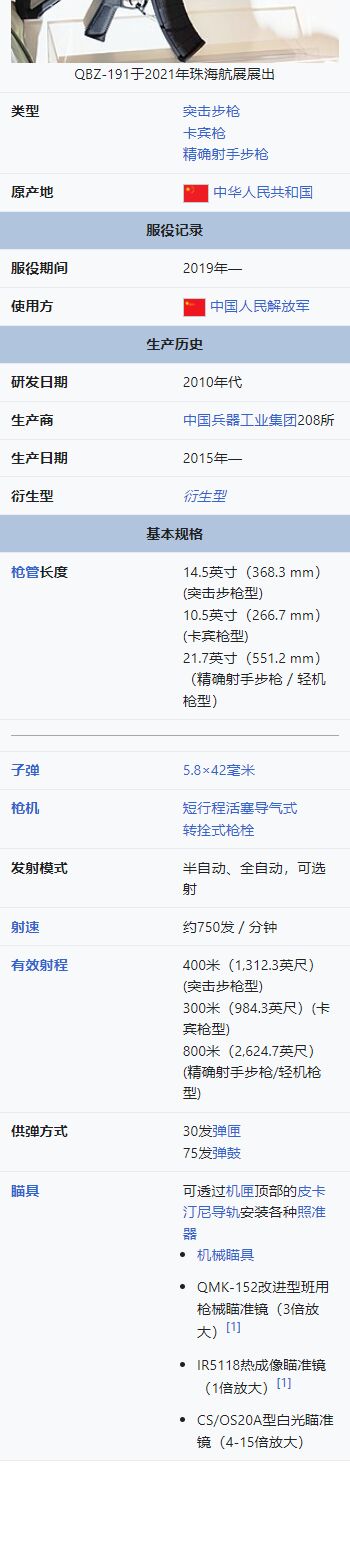 QBZ-191于2021年珠海航展展出
类型
突击步枪
卡宾枪
精确射手步枪
原产地
中华人民共和国
服役记录
服役期间
2019年—
使用方
中国人民解放军
生产历史
研发日期
2010年代
生产商
中国兵器工业集团208所
生产日期
2015年—
衍生型
衍生型
基本规格
枪管长度
14.5英寸（368.3 mm）
(突击步枪型)
10.5英寸（266.7 mm）
(卡宾枪型)
21.7英寸（551.2 mm）
（精确射手步枪 / 轻机
枪型）
子弹
5.8×42毫米
枪机
短行程活塞导气式
转拴式枪栓
发射模式
半自动、全自动，可选
射
射速
约750发 / 分钟
有效射程
400米（1,312.3英尺）
(突击步枪型)
300米（984.3英尺）(卡
宾枪型)
800米（2,624.7英尺）
(精确射手步枪/轻机枪
型)
供弹方式
30发弹匣
75发弹鼓
瞄具
可透过机匣顶部的皮卡
汀尼导轨安装各种照准
器
• 机械瞄具
• QMK-152改进型班用
枪械瞄准镜（3倍放
大）[1]
• IR5118热成像瞄准镜
（1倍放大）[1]
• CS/OS20A型白光瞄准
镜（4-15倍放大）